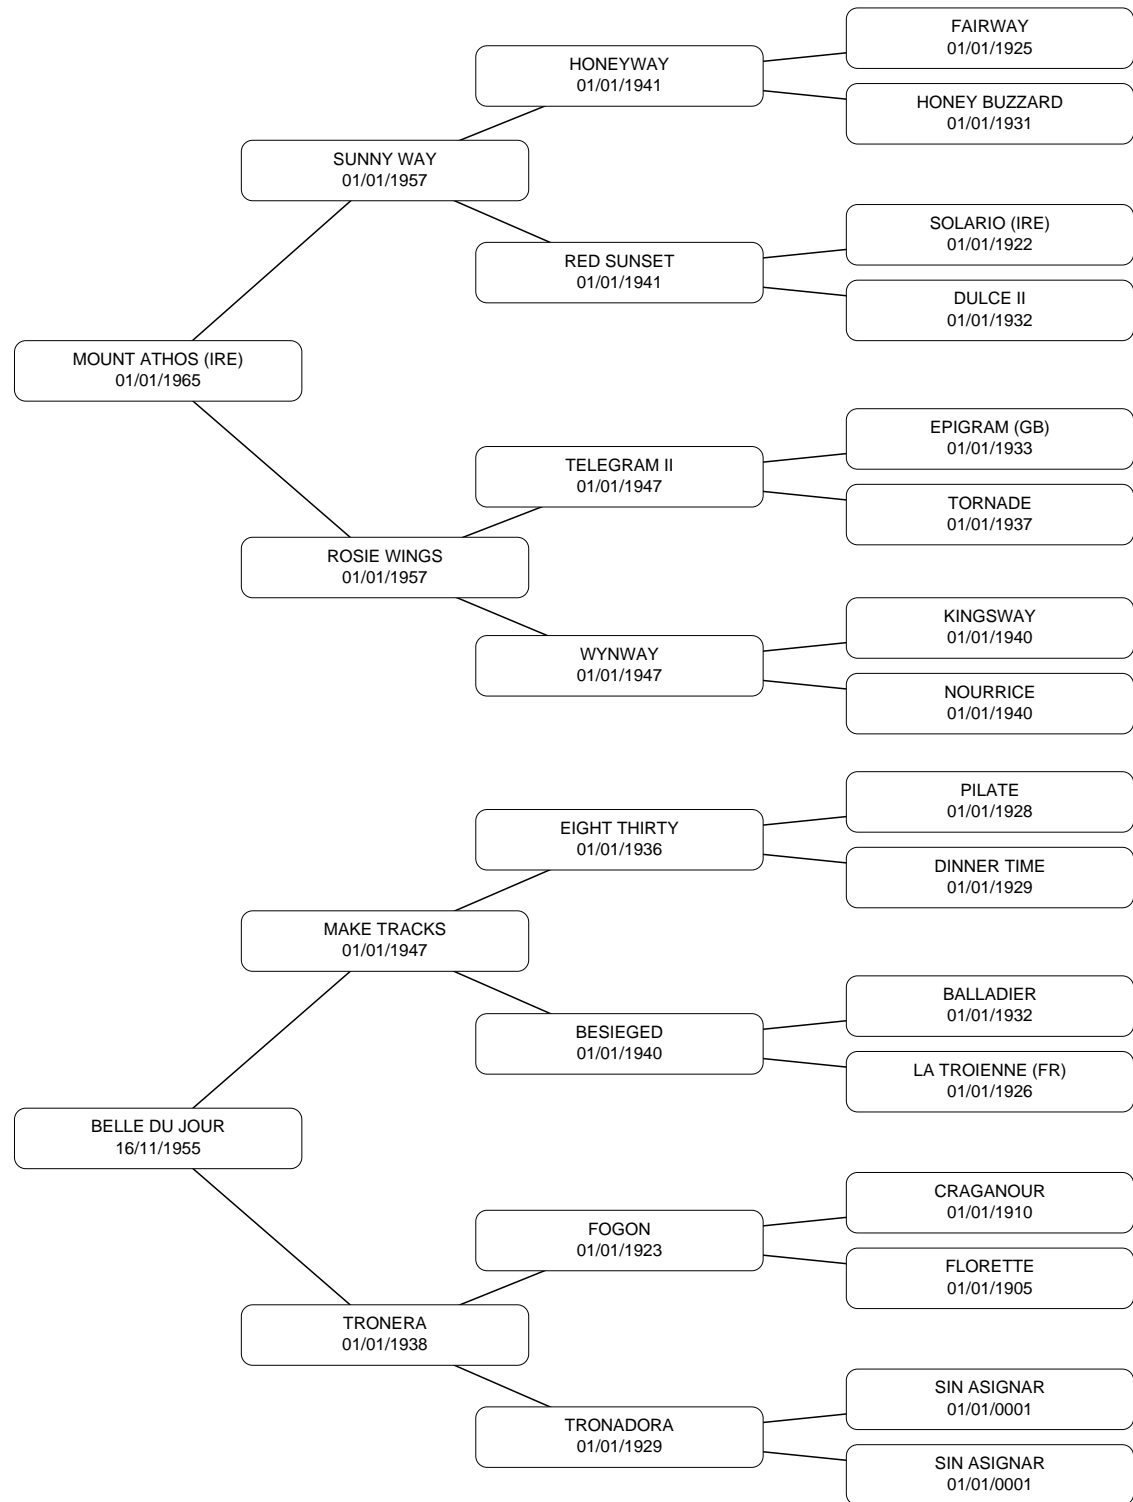 FAIRWAY
01/01/1925
HONEYWAY
01/01/1941
HONEY BUZZARD
01/01/1931
SUNNY WAY
01/01/1957
SOLARIO (IRE)
01/01/1922
RED SUNSET
01/01/1941
DULCE II
01/01/1932
MOUNT ATHOS (IRE)
01/01/1965
EPIGRAM (GB)
01/01/1933
TELEGRAM II
01/01/1947
TORNADE
01/01/1937
ROSIE WINGS
01/01/1957
KINGSWAY
01/01/1940
WYNWAY
01/01/1947
NOURRICE
01/01/1940
PILATE
01/01/1928
EIGHT THIRTY
01/01/1936
DINNER TIME
01/01/1929
MAKE TRACKS
01/01/1947
BALLADIER
01/01/1932
BESIEGED
01/01/1940
LA TROIENNE (FR)
01/01/1926
BELLE DU JOUR
16/11/1955
CRAGANOUR
01/01/1910
FOGON
01/01/1923
FLORETTE
01/01/1905
TRONERA
01/01/1938
SIN ASIGNAR
01/01/0001
TRONADORA
01/01/1929
SIN ASIGNAR
01/01/0001